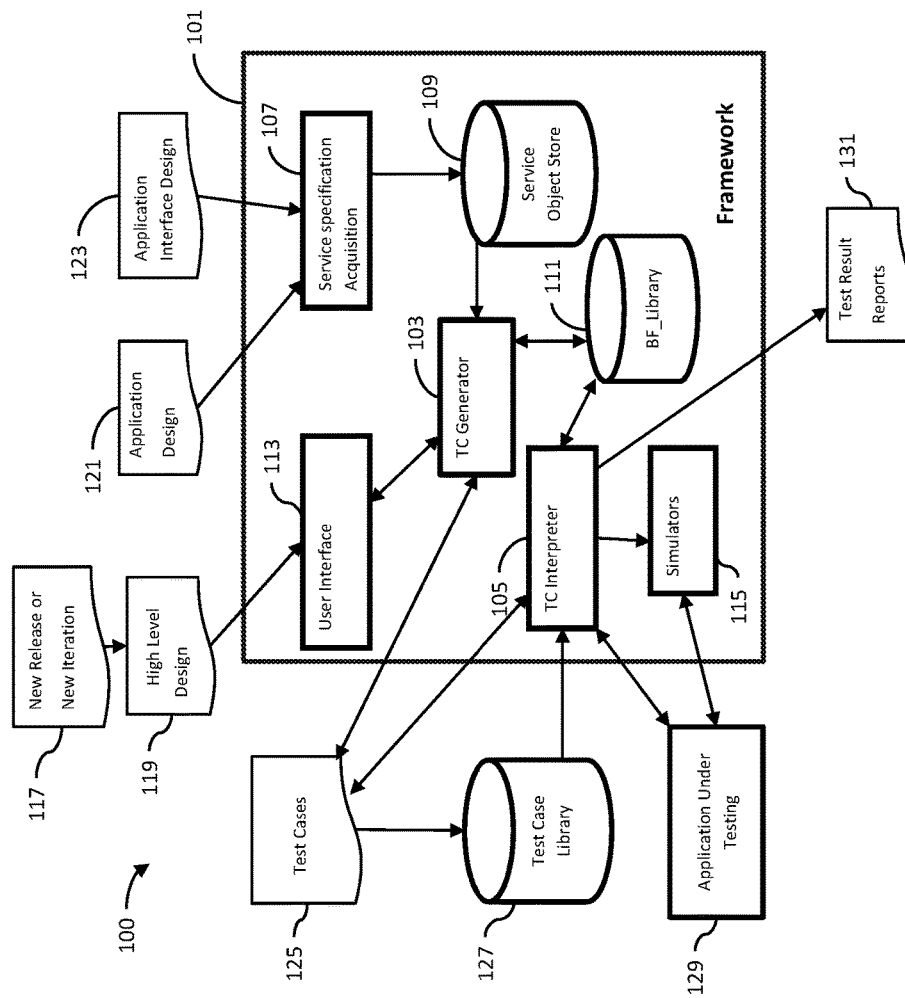 100
117
New Release or
New Iteration
119
High Level
Design
121
Application
Design
123
Application
Interface Design
101
113
User Interface
107
Service specification
Acquisition
125
Test Cases
103
TC Generator
109
Service
Object Store
127
Test Case
Library
105
TC Interpreter
111
BF_Library
Framework
129
Application Under
Testing
Simulators
115
131
Test Result
Reports